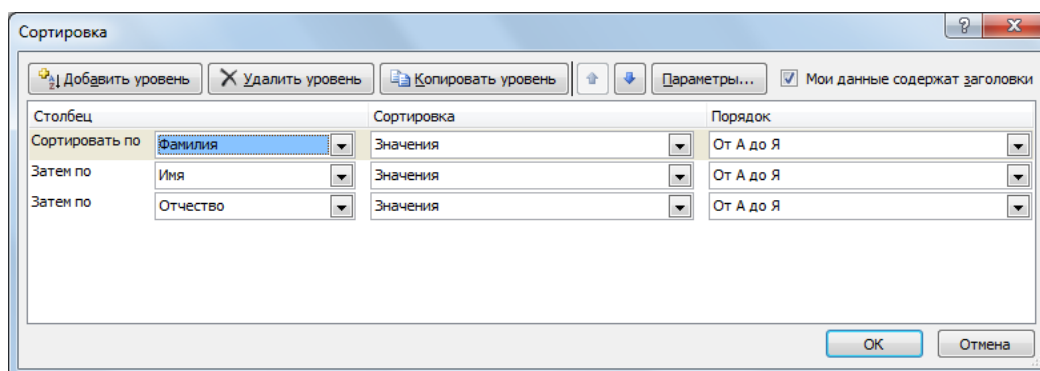 Сортировка
Добавить уровень Удалить уровень Копировать уровень Параметры... Мои данные содержат заголовки
Столбец Сортировка Порядок
Сортировать по Фамилия Значения От А до Я
Затем по Имя Значения От А до Я
Затем по Отчество Значения От А до Я
ОК Отмена